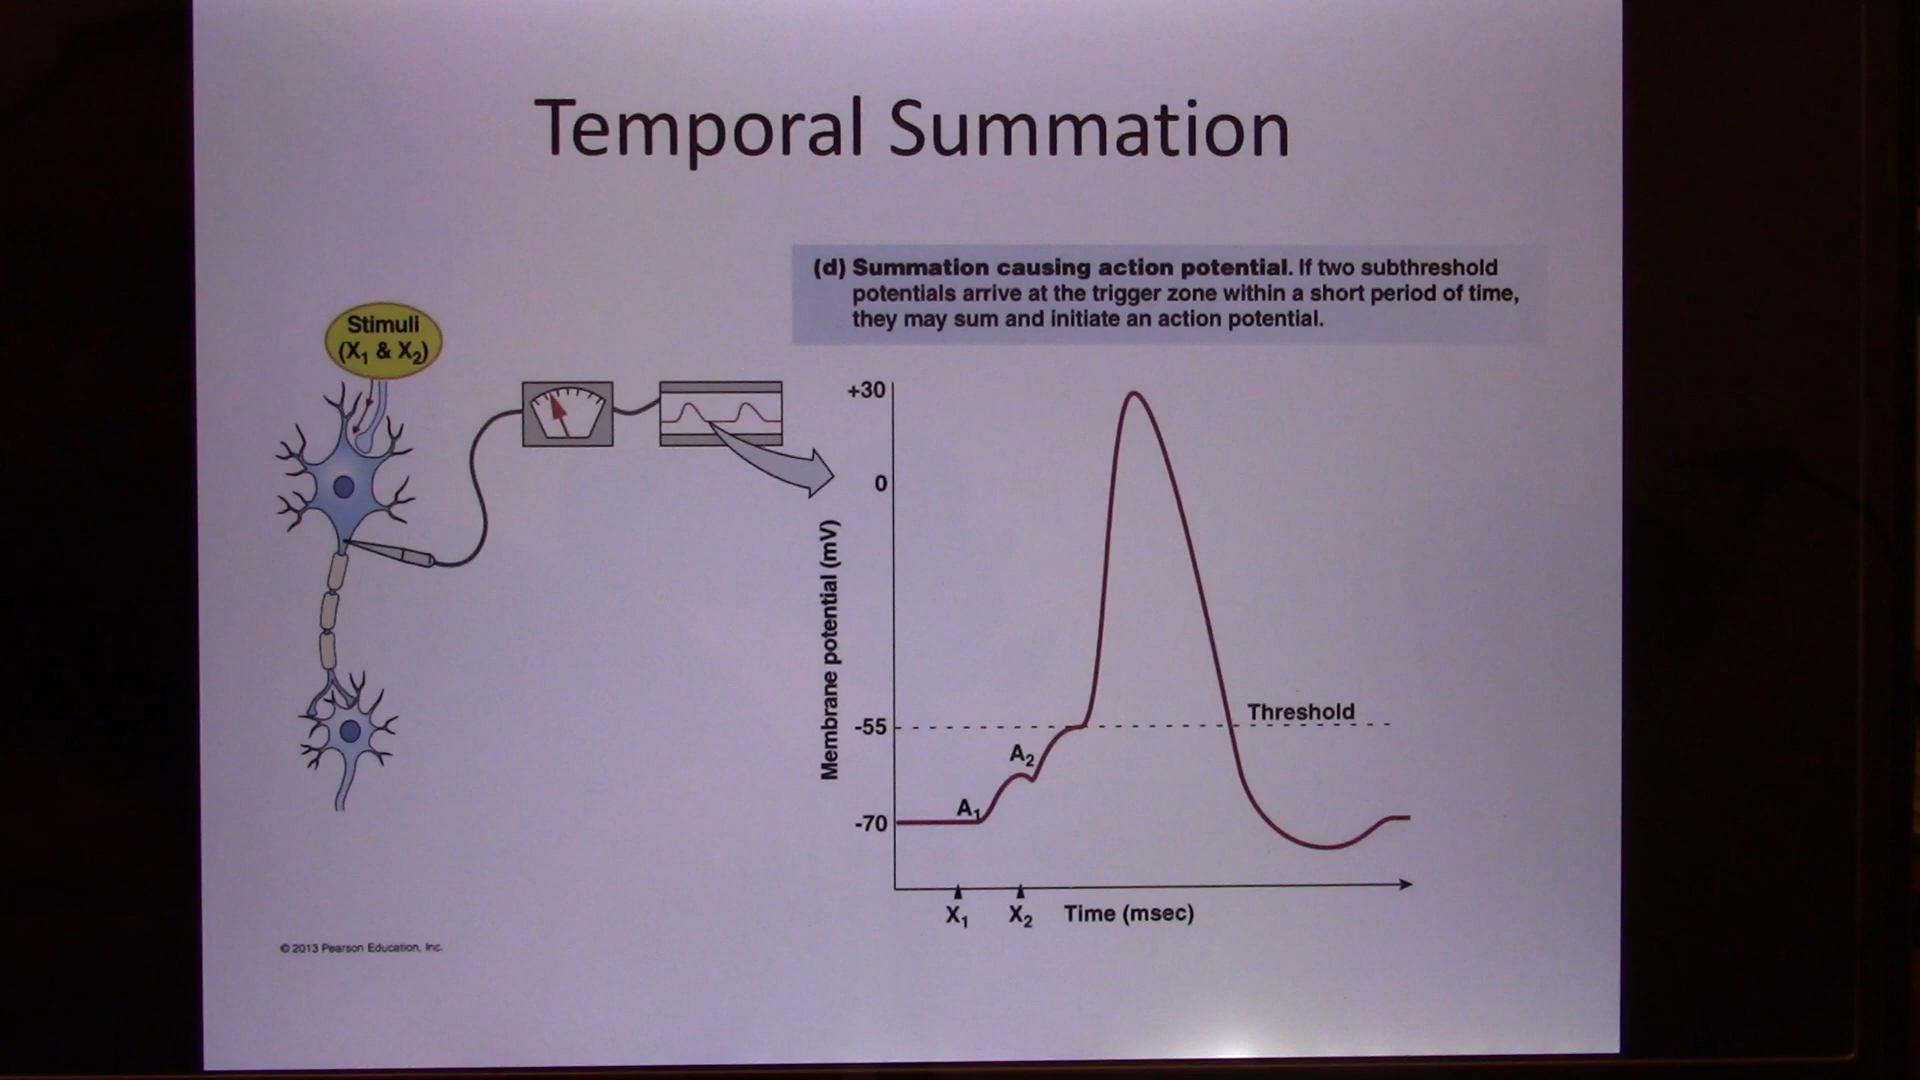 Temporal Summation
(d) Summation causing action potential. If two subthreshold
potentials arrive at the trigger zone within a short period of time,
they may sum and initiate an action potential.
Stimuli
(X₁ & X₂)
+30
0
-55
-70
Membrane potential (mV)
Threshold
A₂
A₁
X₁ X₂ Time (msec)
© 2013 Pearson Education, Inc.